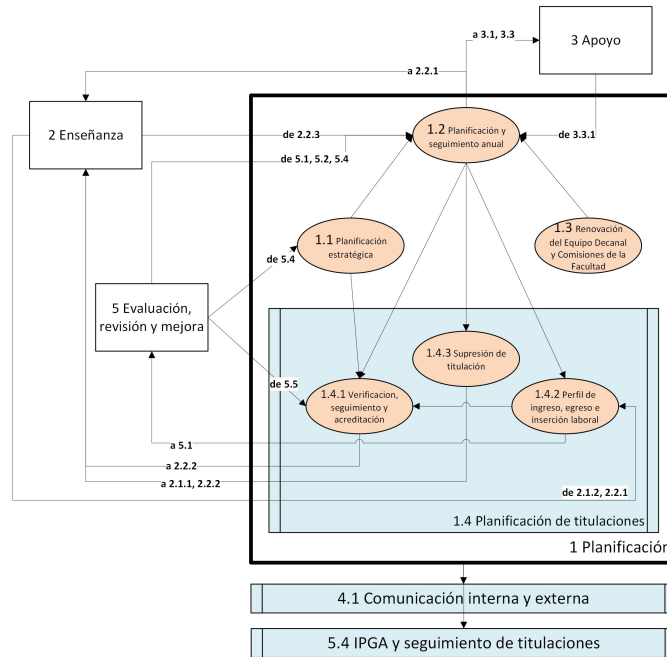 a 3.1, 3.3
3 Apoyo
a 2.2.1
2 Enseñanza
de 2.2.3
1.2 Planificación y
seguimiento anual
de 3.3.1
de 5.1, 5.2, 5.4
1.1 Planificación
estratégica
1.3 Renovación
del Equipo Decanal
y Comisiones de la
Facultad
de 5.4
5 Evaluación,
revisión y mejora
1.4.3 Supresión de
titulación
de 5.5
1.4.1 Verificacion,
seguimiento y
acreditación
1.4.2 Perfil de
ingreso, egreso e
inserción laboral
a 5.1
a 2.2.2
a 2.1.1, 2.2.2
de 2.1.2, 2.2.1
1.4 Planificación de titulaciones
1 Planificación
4.1 Comunicación interna y externa
5.4 IPGA y seguimiento de titulaciones